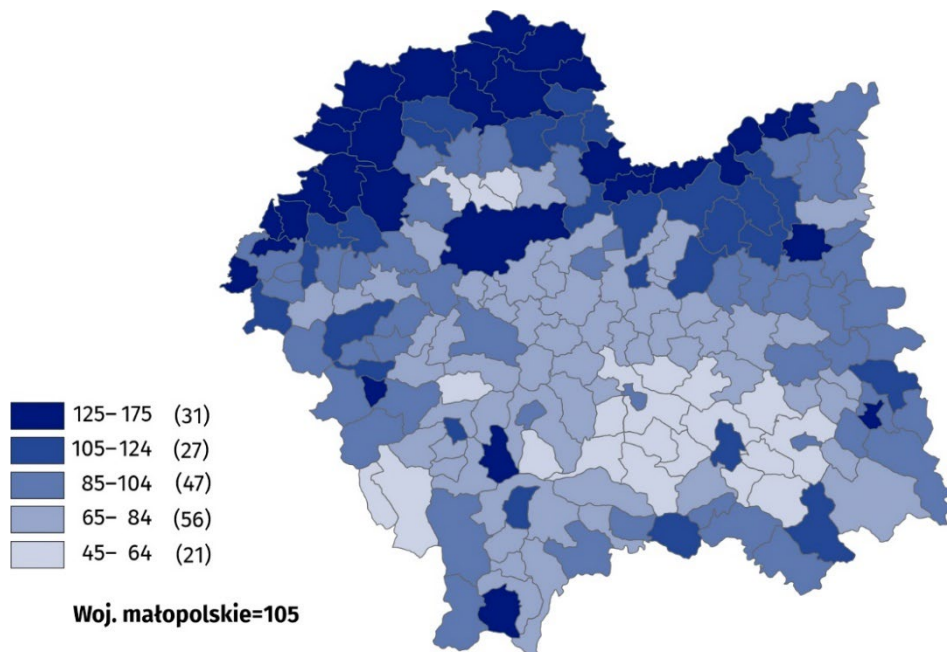 125– 175 (31)
105– 124 (27)
85– 104 (47)
65– 84 (56)
45– 64 (21)
Woj. małopolskie=105